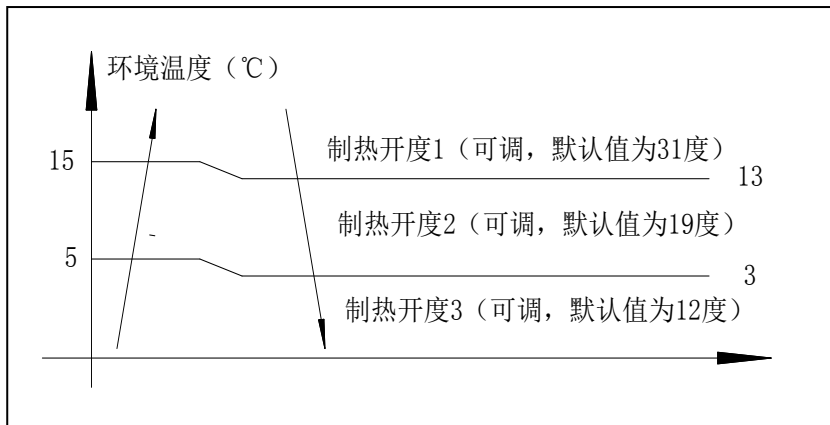 环境温度（℃）
制热开度1（可调，默认值为31度）
15
13
制热开度2（可调，默认值为19度）
5
3
制热开度3（可调，默认值为12度）